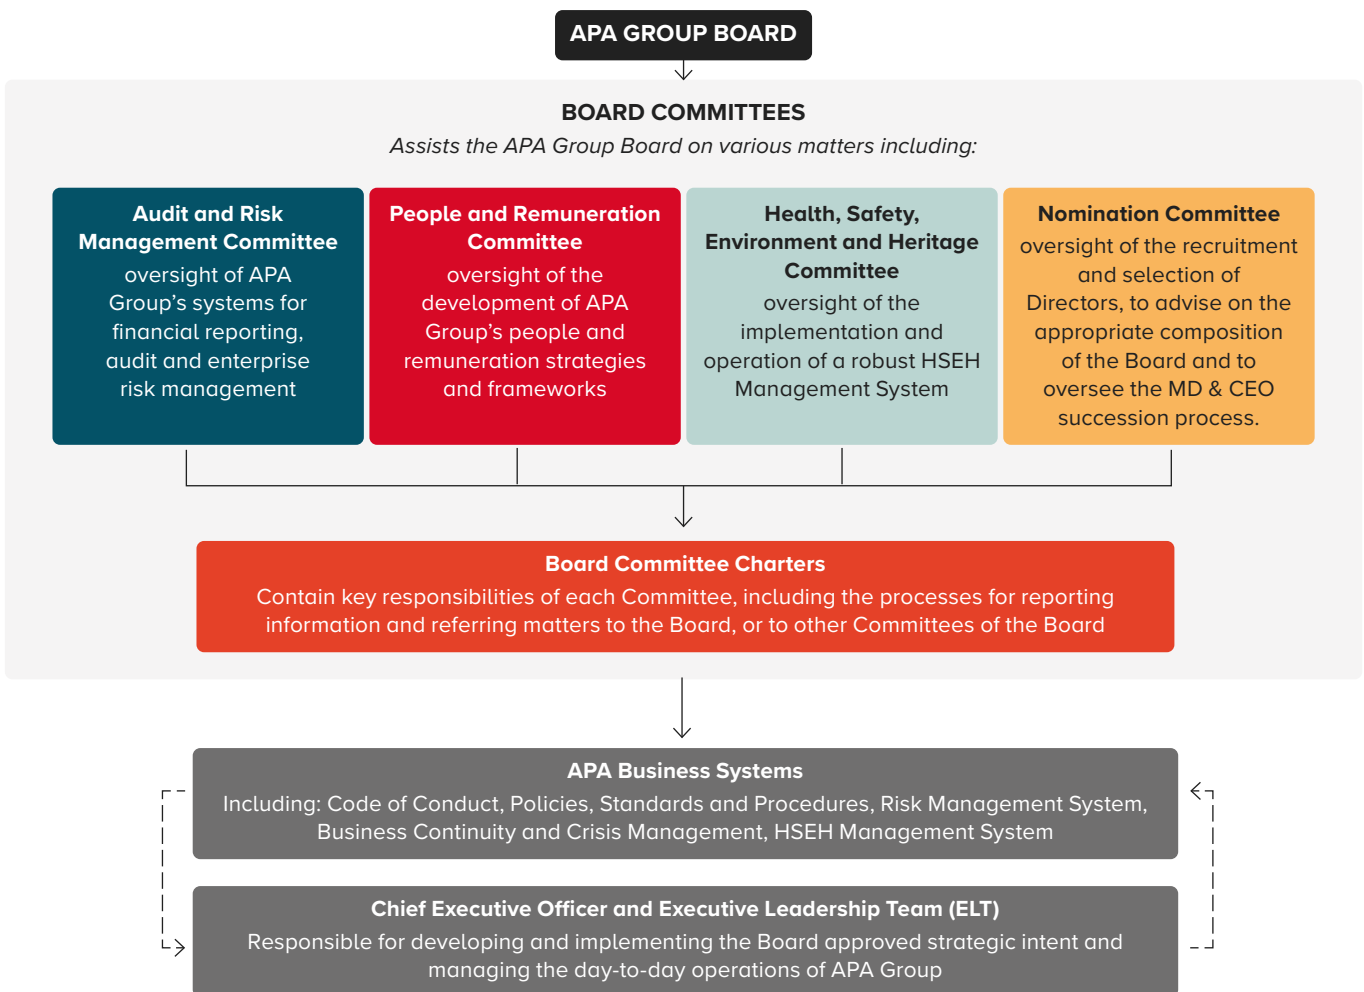 APA GROUP BOARD
BOARD COMMITTEES
Assists the APA Group Board on various matters including:
Audit and Risk
Management Committee
oversight of APA
Group's systems for
financial reporting,
audit and enterprise
risk management
People and Remuneration
Committee
oversight of the
development of APA
Group's people and
remuneration strategies
and frameworks
Health, Safety,
Environment and Heritage
Committee
oversight of the
implementation and
operation of a robust HSEH
Management System
Nomination Committee
oversight of the recruitment
and selection of
Directors, to advise on the
appropriate composition
of the Board and to
oversee the MD & CEO
succession process.
Board Committee Charters
Contain key responsibilities of each Committee, including the processes for reporting
information and referring matters to the Board, or to other Committees of the Board
APA Business Systems
Including: Code of Conduct, Policies, Standards and Procedures, Risk Management System,
Business Continuity and Crisis Management, HSEH Management System
Chief Executive Officer and Executive Leadership Team (ELT)
Responsible for developing and implementing the Board approved strategic intent and
managing the day-to-day operations of APA Group